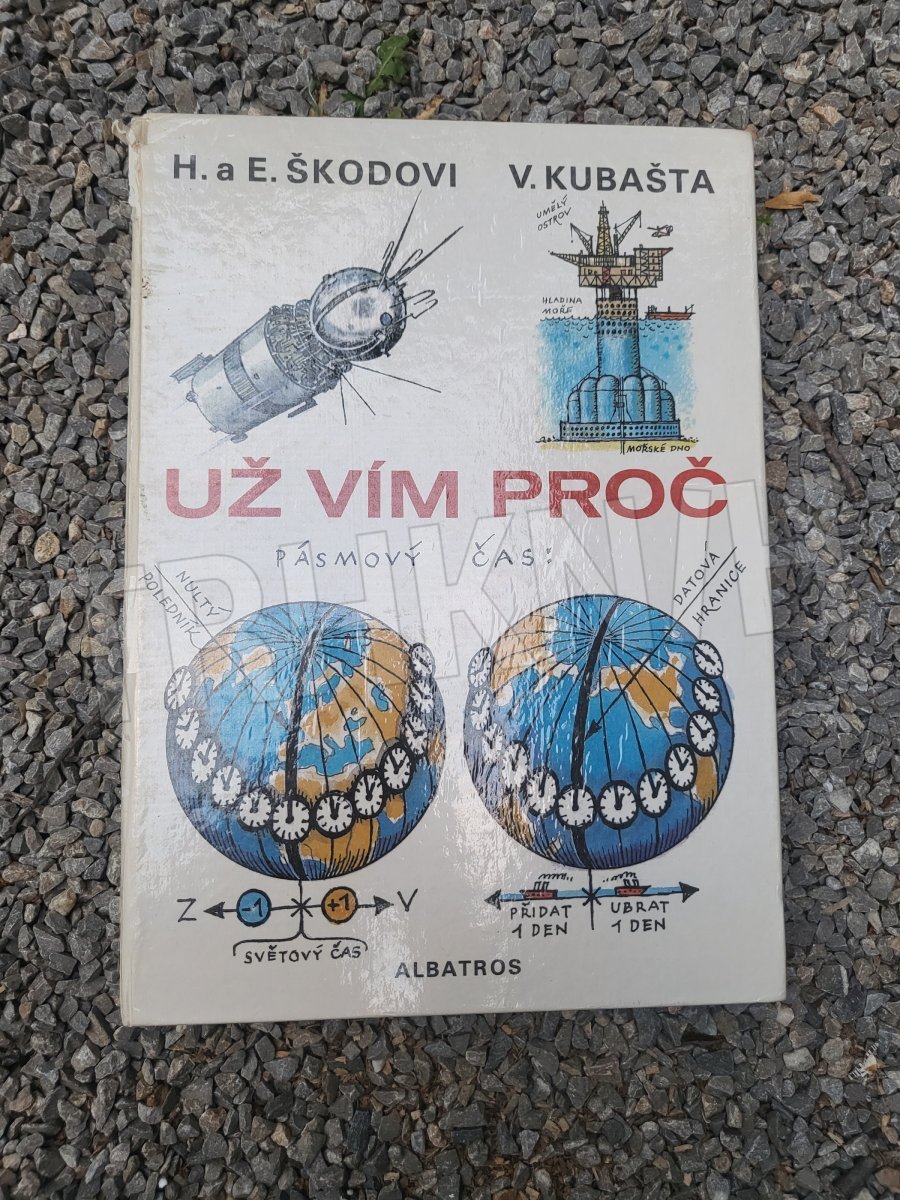 H. a E. ŠKODOVI V. KUBAŠTA
UMĚLÝ
OSTROV
HLADINA
MOŘE
MOŘSKÉ DNO
UŽ VÍM PROČ
PÁSMOVÝ ČAS:
NULTÝ
POLEDNÍK
DATOVÁ
HRANICE
Z -1 +1 V
SVĚTOVÝ ČAS
PŘIDAT
1 DEN
UBRAT
1 DEN
ALBATROS